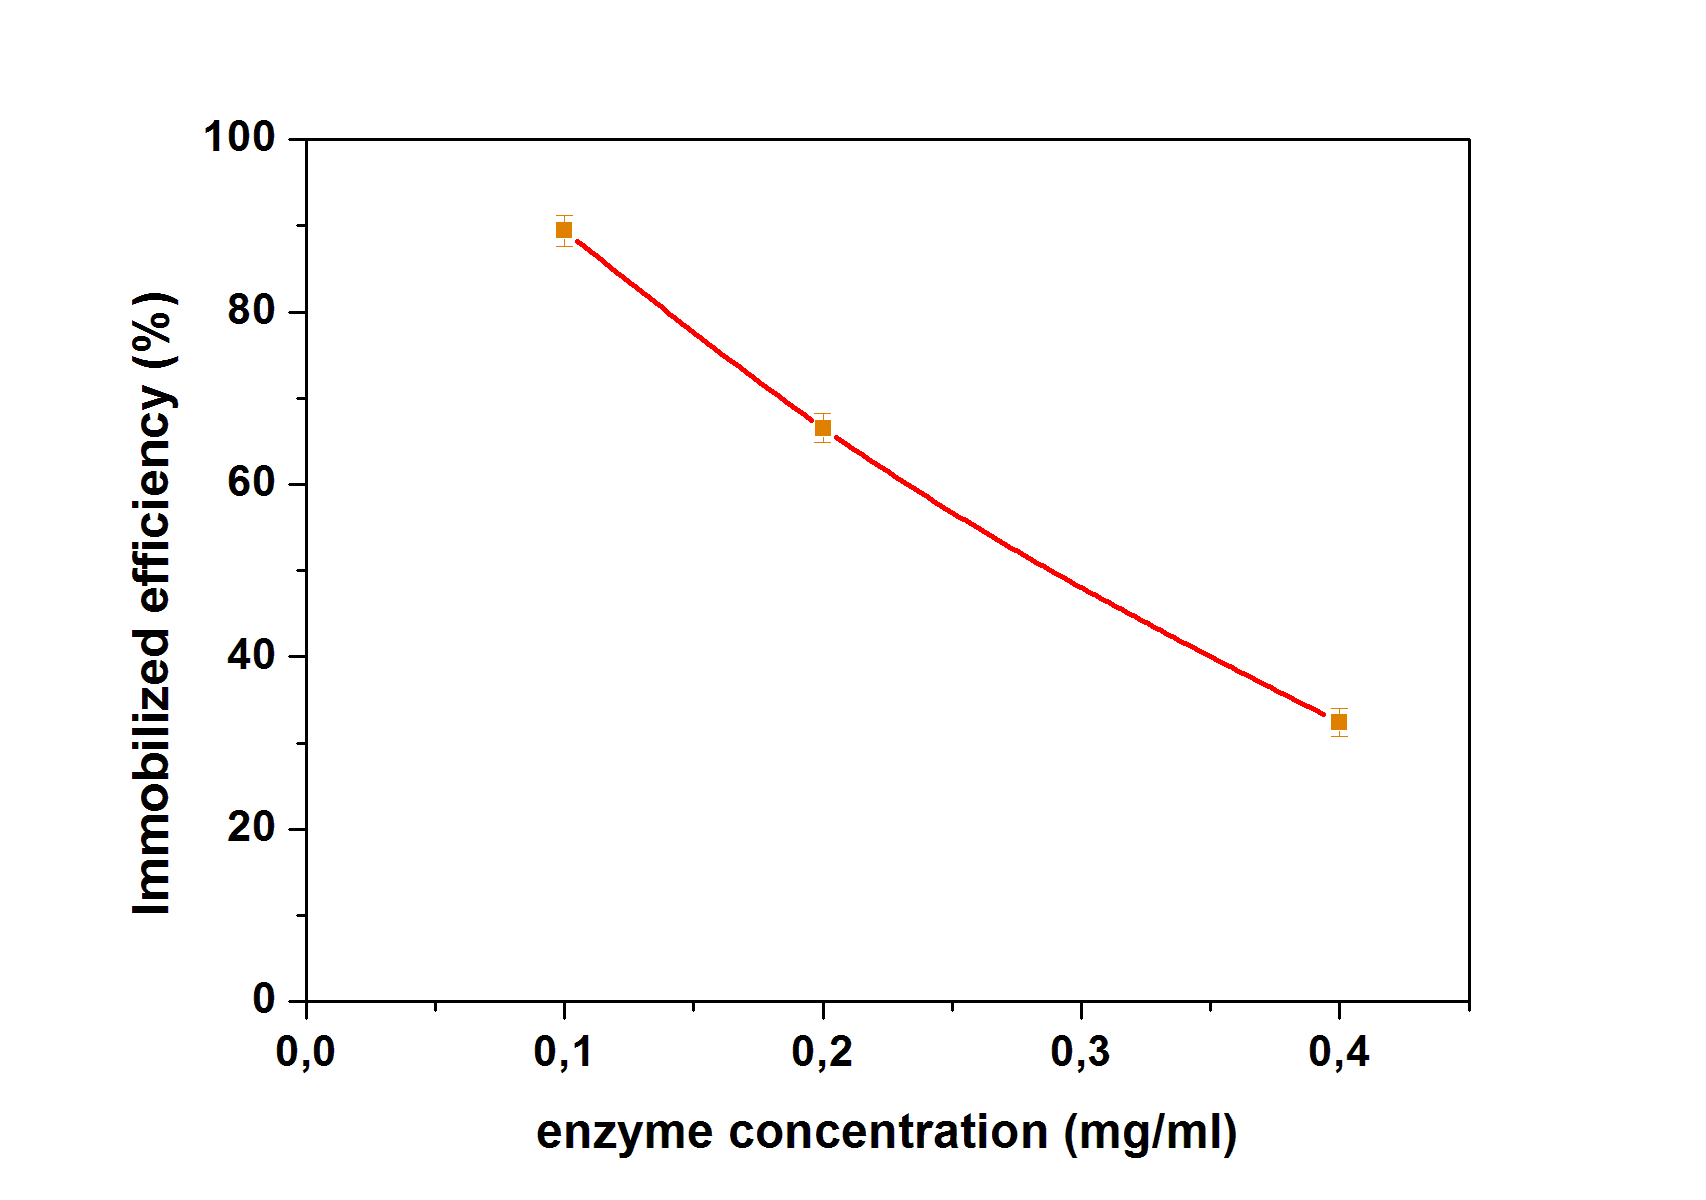 100
80
60
40
20
0
Immobilized efficiency (%)
0,0 0,1 0,2 0,3 0,4
enzyme concentration (mg/ml)